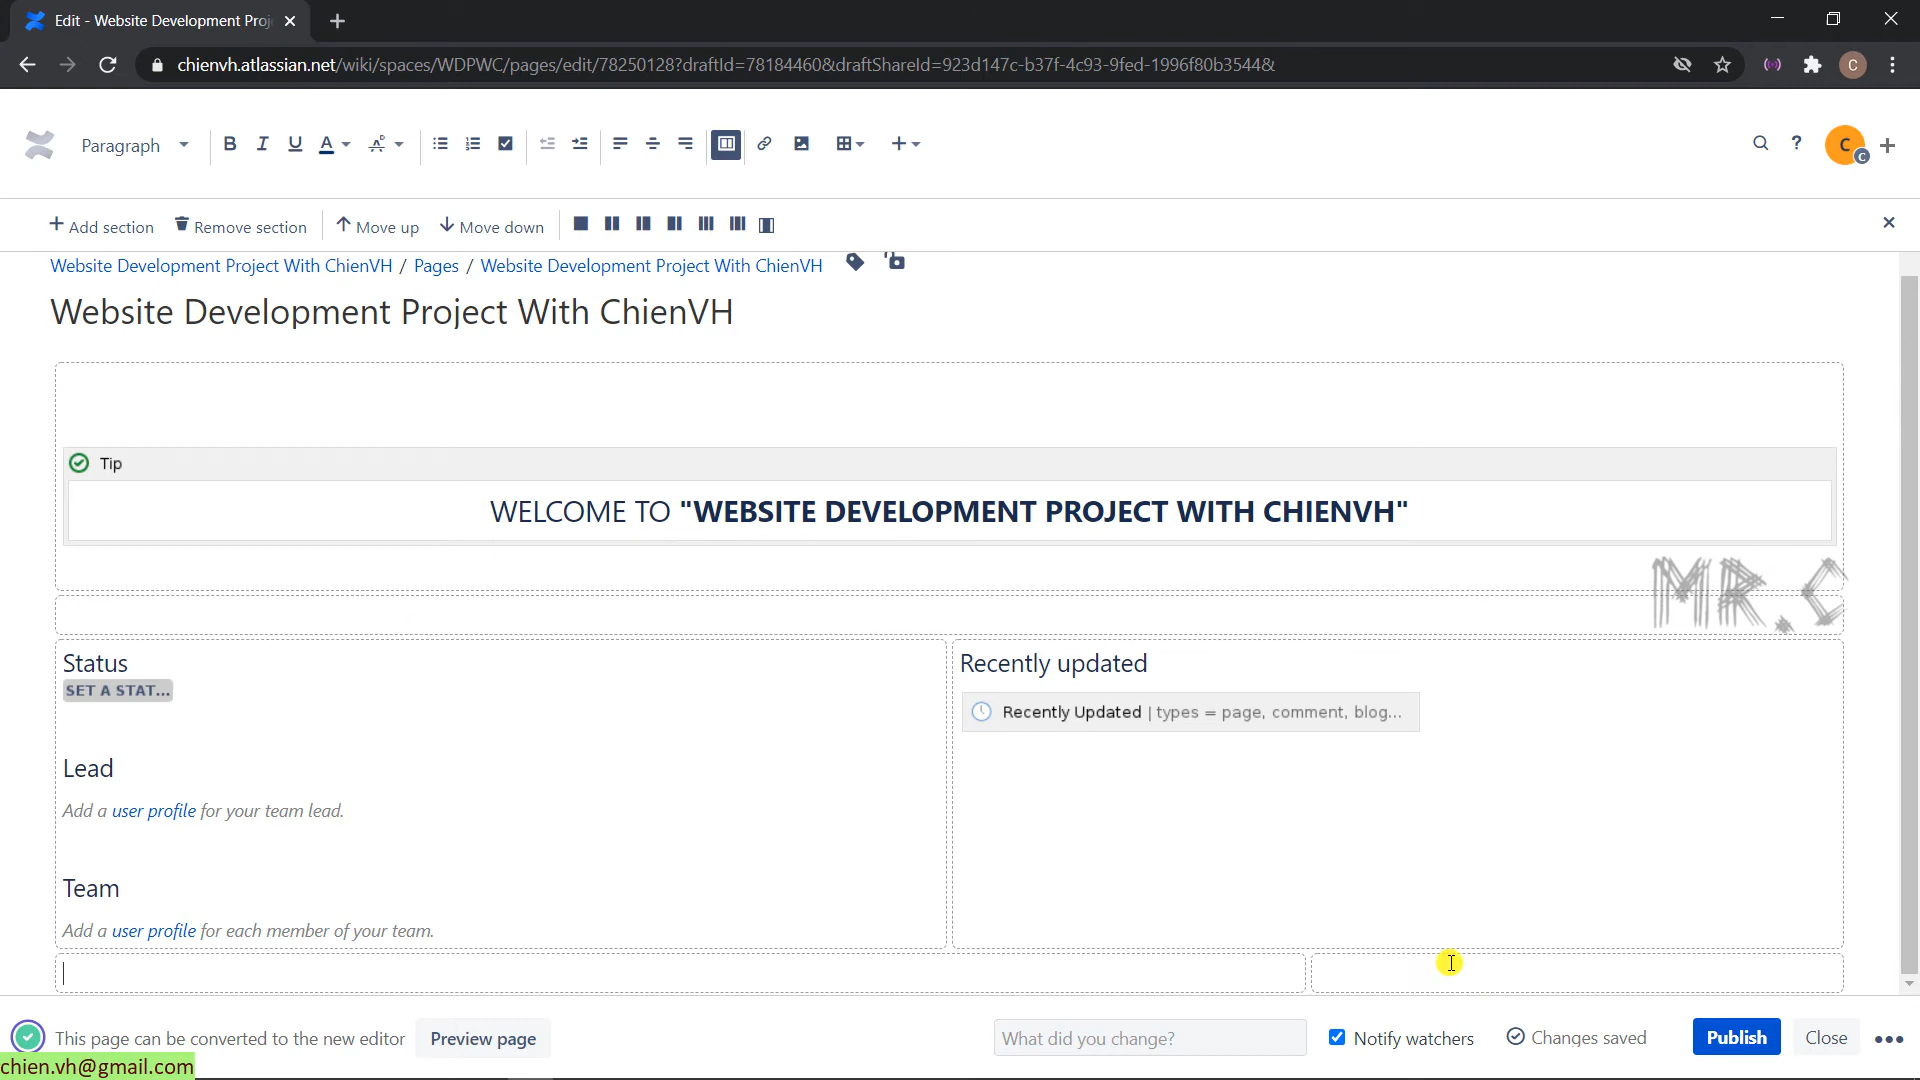 Edit - Website Development Proj
chienvh.atlassian.net/wiki/spaces/WDPWC/pages/edit/78250128?draftId=78184460&draftShareId=923d147c-b37f-4c93-9fed-1996f80b3544&
C
Paragraph
B I U A
? C C
Add section Remove section Move up Move down
Website Development Project With ChienVH / Pages / Website Development Project With ChienVH
Website Development Project With ChienVH
Tip
WELCOME TO "WEBSITE DEVELOPMENT PROJECT WITH CHIENVH"
MR.C
Status
SET A STAT...
Recently updated
Recently Updated | types = page, comment, blog...
Lead
Add a user profile for your team lead.
Team
Add a user profile for each member of your team.
This page can be converted to the new editor
Preview page
What did you change?
Notify watchers
Changes saved
Publish
Close
chien.vh@gmail.com